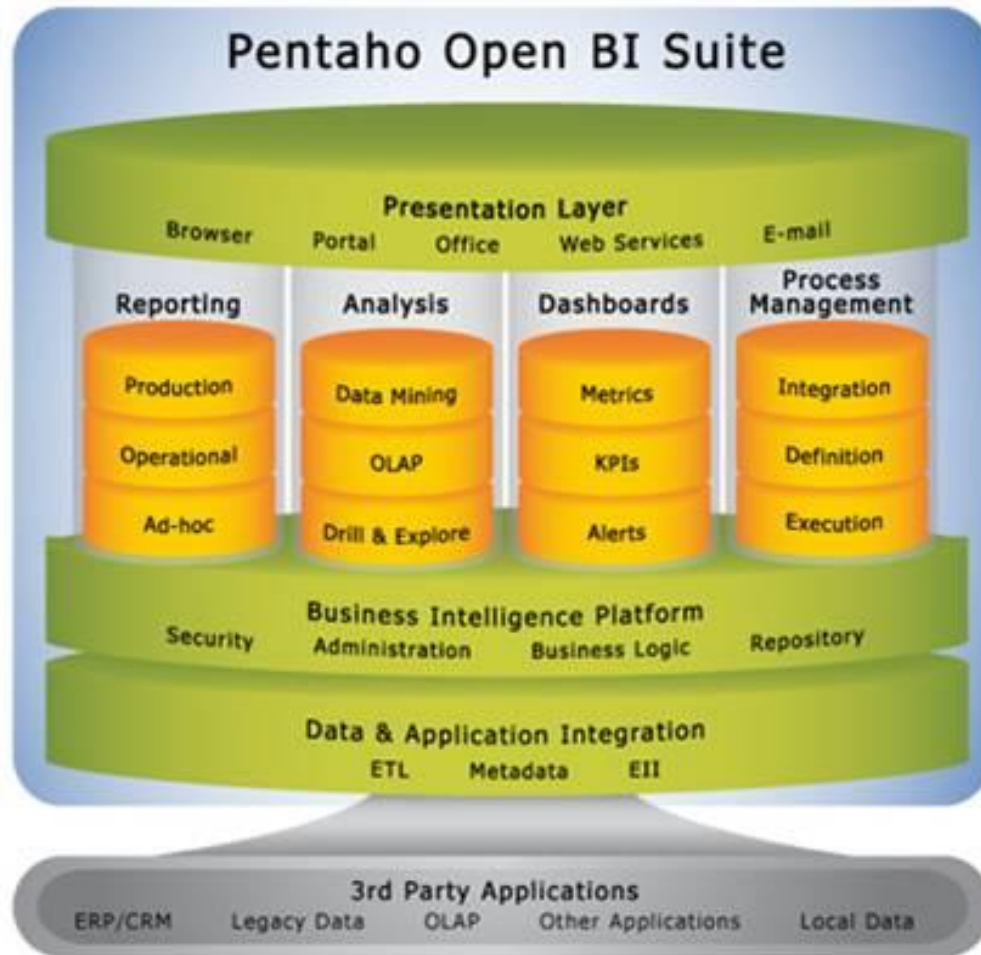 Pentaho Open BI Suite
Presentation Layer
Browser Portal Office Web Services E-mail
Reporting Analysis Dashboards Process Management
Production Data Mining Metrics Integration
Operational OLAP KPIs Definition
Ad-hoc Drill & Explore Alerts Execution
Business Intelligence Platform
Security Administration Business Logic Repository
Data & Application Integration
ETL Metadata EII
3rd Party Applications
ERP/CRM Legacy Data OLAP Other Applications Local Data